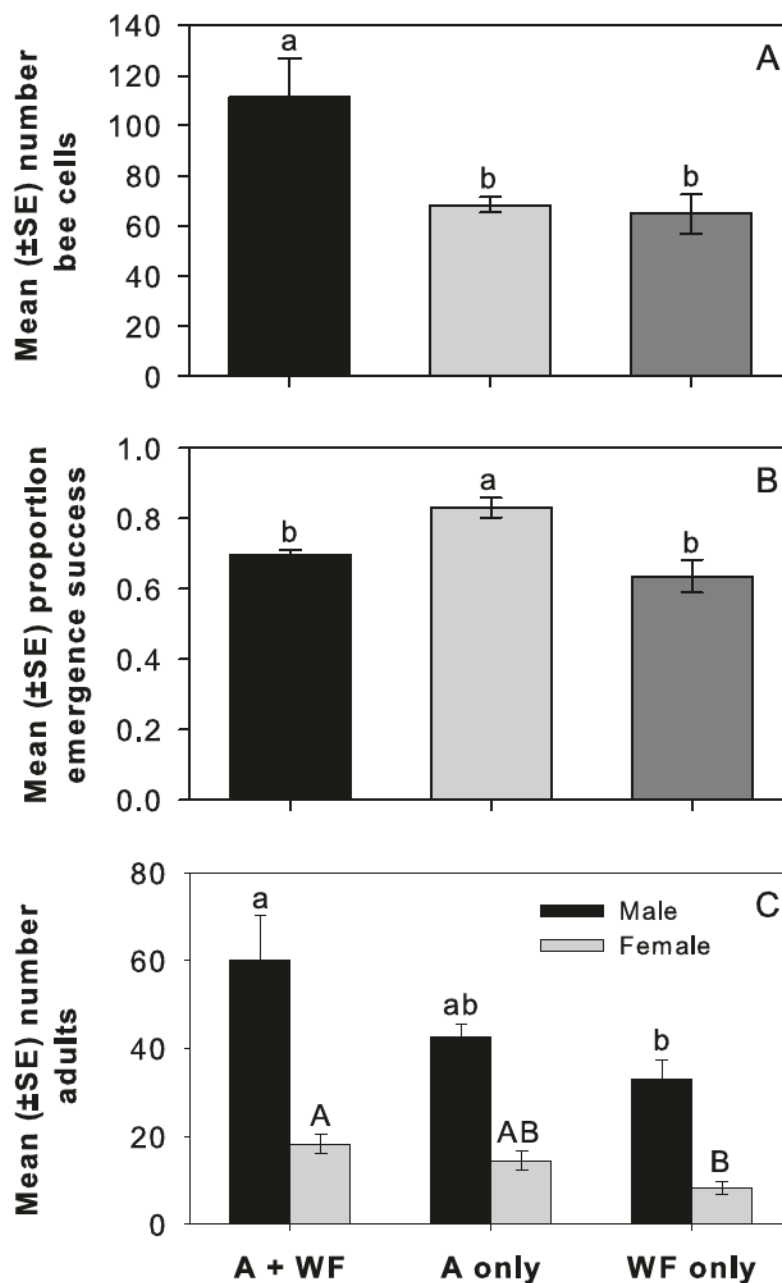 Mean (±SE) number
bee cells
140
120
100
80
60
40
20
0
A
a
b
b
Mean (±SE) proportion
emergence success
1.0
0.8
0.6
0.4
0.2
0.0
B
b
a
b
Mean (±SE) number
adults
80
60
40
20
0
C
Male
Female
a
A
ab
AB
b
B
A + WF
A only
WF only